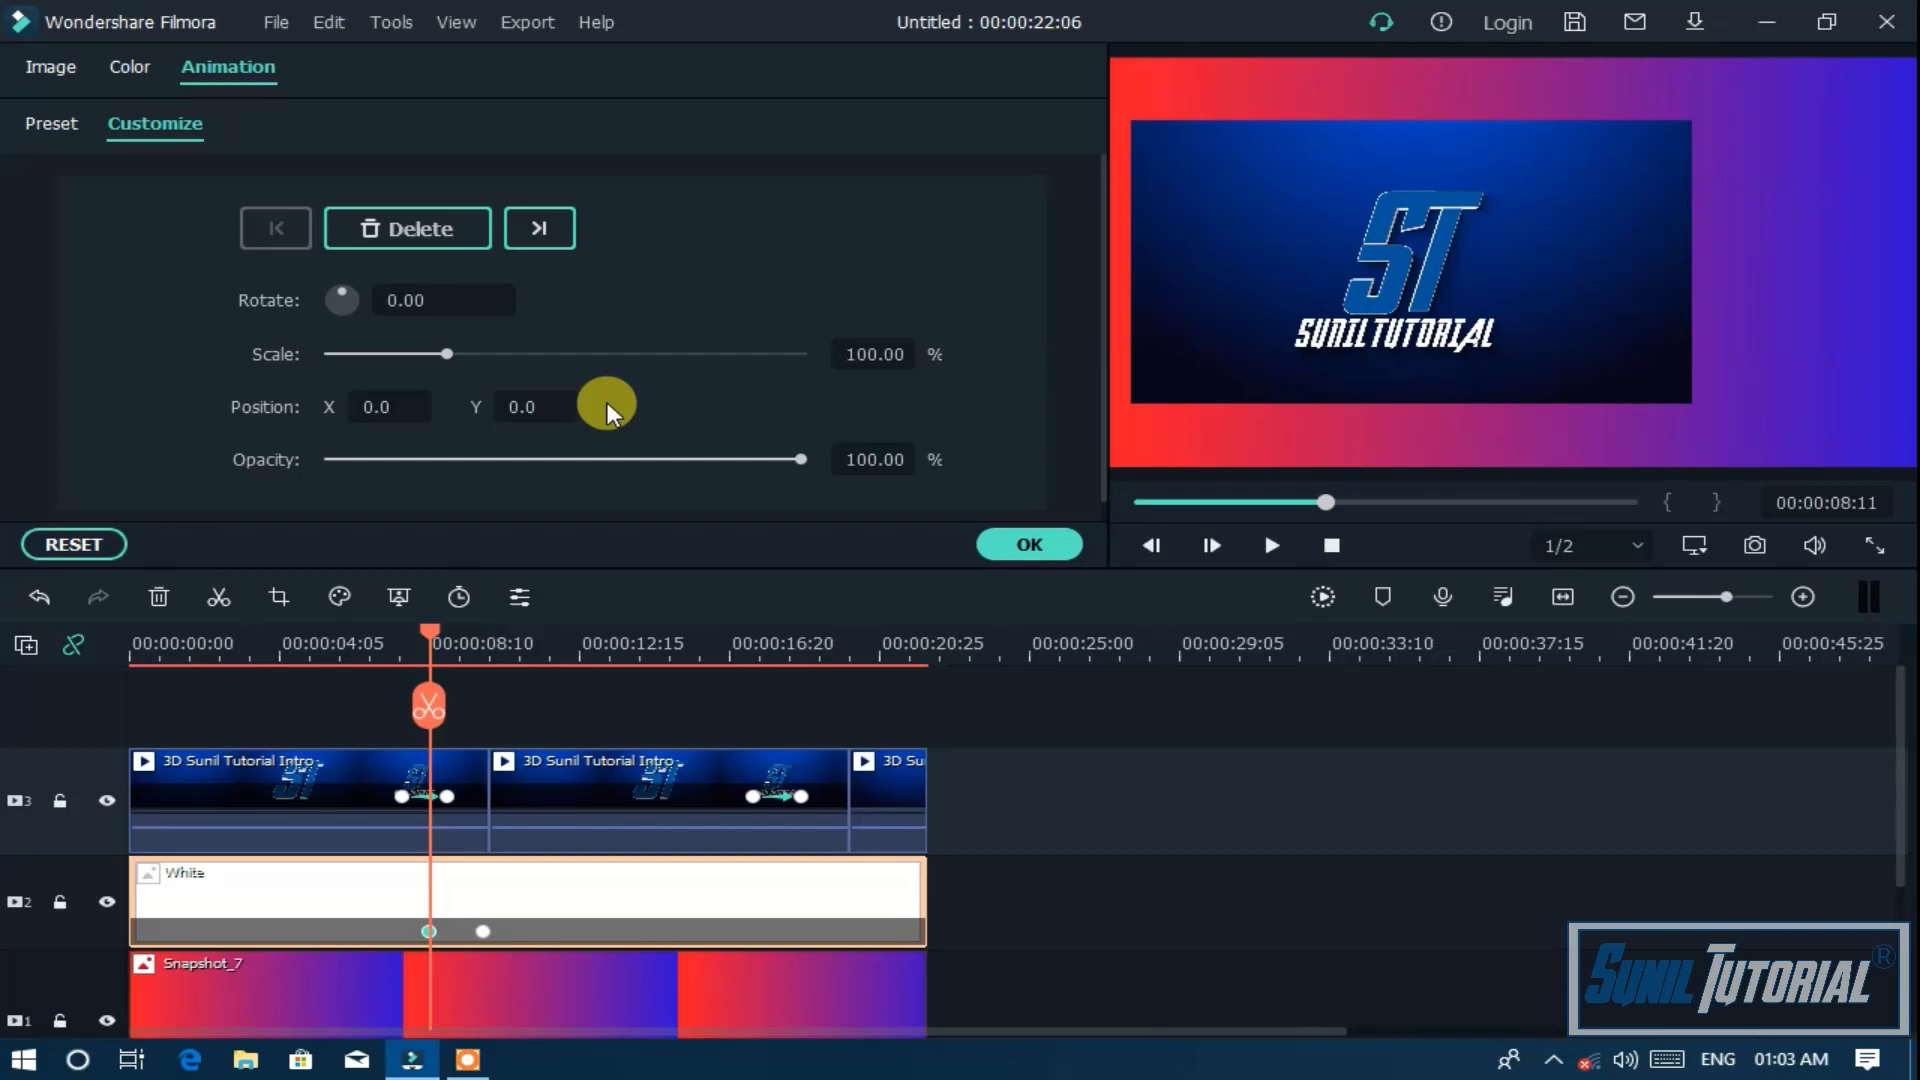 Wondershare Filmora File Edit Tools View Export Help Untitled : 00:00:22:06 Login
Image Color Animation
Preset Customize
Delete
Rotate: 0.00
Scale: 100.00 %
Position: X 0.0 Y 0.0
Opacity: 100.00 %
RESET OK
ST
SUNIL TUTORIAL
{ } 00:00:08:11
1/2
00:00:00:00 00:00:04:05 00:00:08:10 00:00:12:15 00:00:16:20 00:00:20:25 00:00:25:00 00:00:29:05 00:00:33:10 00:00:37:15 00:00:41:20 00:00:45:25
3D Sunil Tutorial Intro- 3D Sunil Tutorial Intro- 3D Su
3
White
2
Snapshot_7
1
SUNIL TUTORIAL®
ENG 01:03 AM